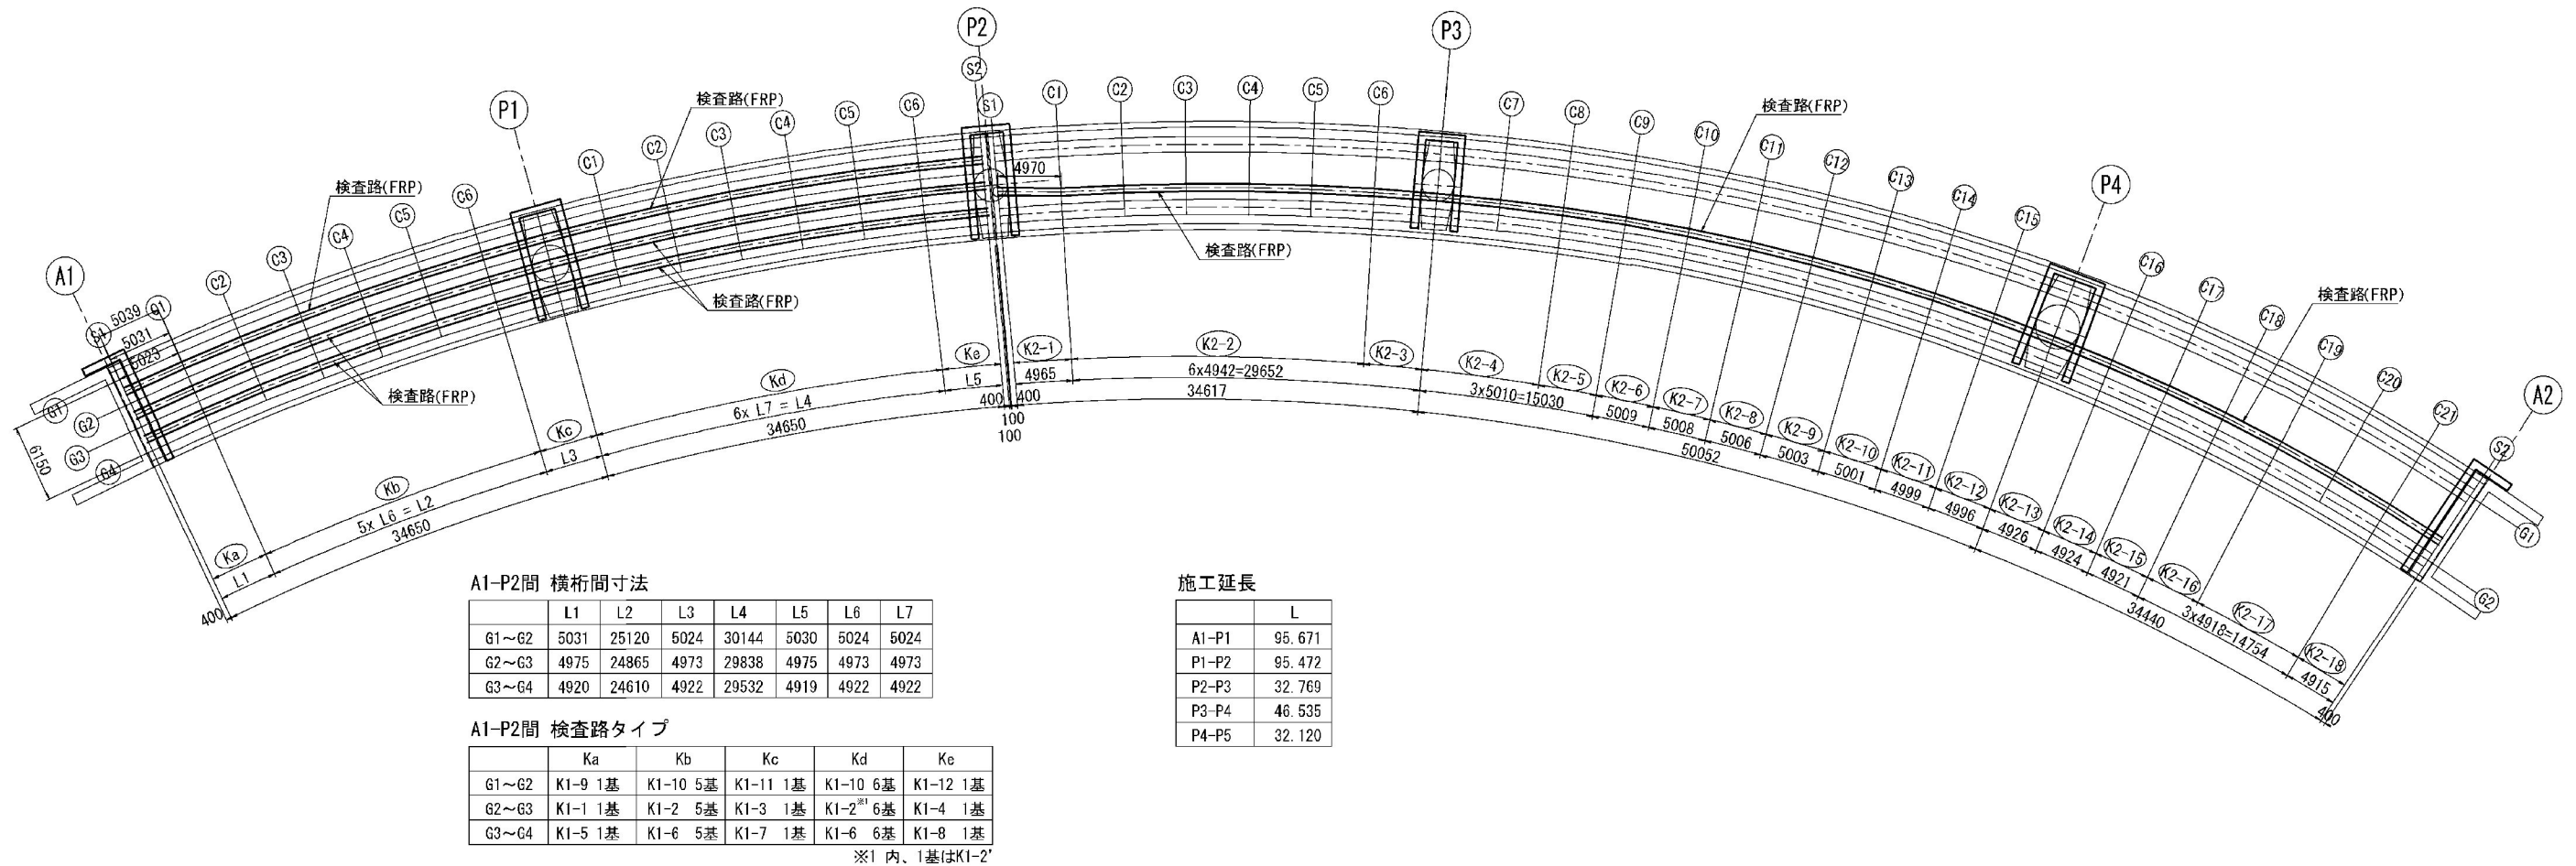 P2
P3
S2
C1
C2
C3
C4
C5
C6
C7
C8
C9
C10
C11
C12
C13
C14
C15
P4
C16
C17
C18
C19
C20
C21
S2
A2
P1
検査路(FRP)
C6
C5
C4
C3
C2
C1
S1
4970
検査路(FRP)
検査路(FRP)
検査路(FRP)
C6
C5
C4
C3
C2
A1
S1
5039
5031
5023
検査路(FRP)
検査路(FRP)
検査路(FRP)
G1
G2
G3
G4
6150
G1
G2
Ka
Kb
Kc
Kd
Ke
K2-1
K2-2
K2-3
K2-4
K2-5
K2-6
K2-7
K2-8
K2-9
K2-10
K2-11
K2-12
K2-13
K2-14
K2-15
K2-16
K2-17
K2-18
400
L1
5x L6 = L2
34650
L3
6x L7 = L4
34650
L5
400
400
100
100
4965
6x4942=29652
34617
3x5010=15030
5009
5008
5006
5003
5001
4999
4996
50052
4926
4924
4921
3x4918=14754
4915
34440
400
A1-P2間 横桁間寸法
L1 L2 L3 L4 L5 L6 L7
G1～G2 5031 25120 5024 30144 5030 5024 5024
G2～G3 4975 24865 4973 29838 4975 4973 4973
G3～G4 4920 24610 4922 29532 4919 4922 4922
A1-P2間 検査路タイプ
Ka Kb Kc Kd Ke
G1～G2 K1-9 1基 K1-10 5基 K1-11 1基 K1-10 6基 K1-12 1基
G2～G3 K1-1 1基 K1-2 5基 K1-3 1基 K1-2※1 6基 K1-4 1基
G3～G4 K1-5 1基 K1-6 5基 K1-7 1基 K1-6 6基 K1-8 1基
※1 内、1基はK1-2'
施工延長
L
A1-P1 95.671
P1-P2 95.472
P2-P3 32.769
P3-P4 46.535
P4-P5 32.120